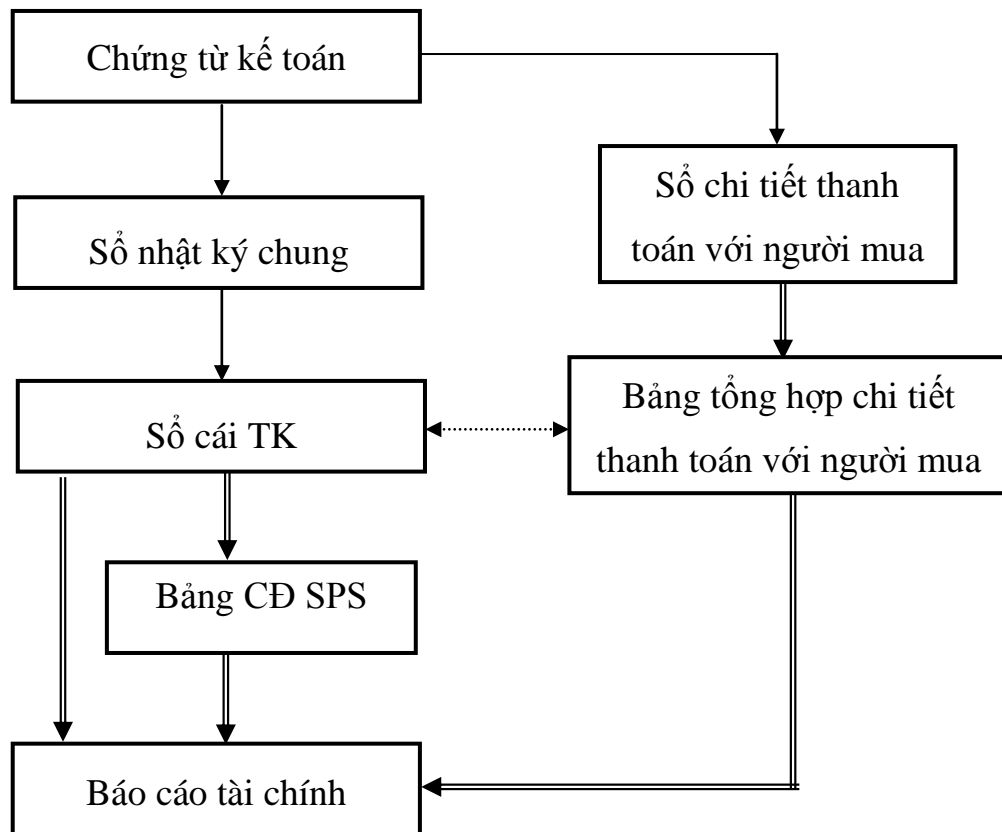 Chứng từ kế toán
Sổ chi tiết thanh
toán với người mua
Sổ nhật ký chung
Bảng tổng hợp chi tiết
thanh toán với người mua
Sổ cái TK
Bảng CĐ SPS
Báo cáo tài chính